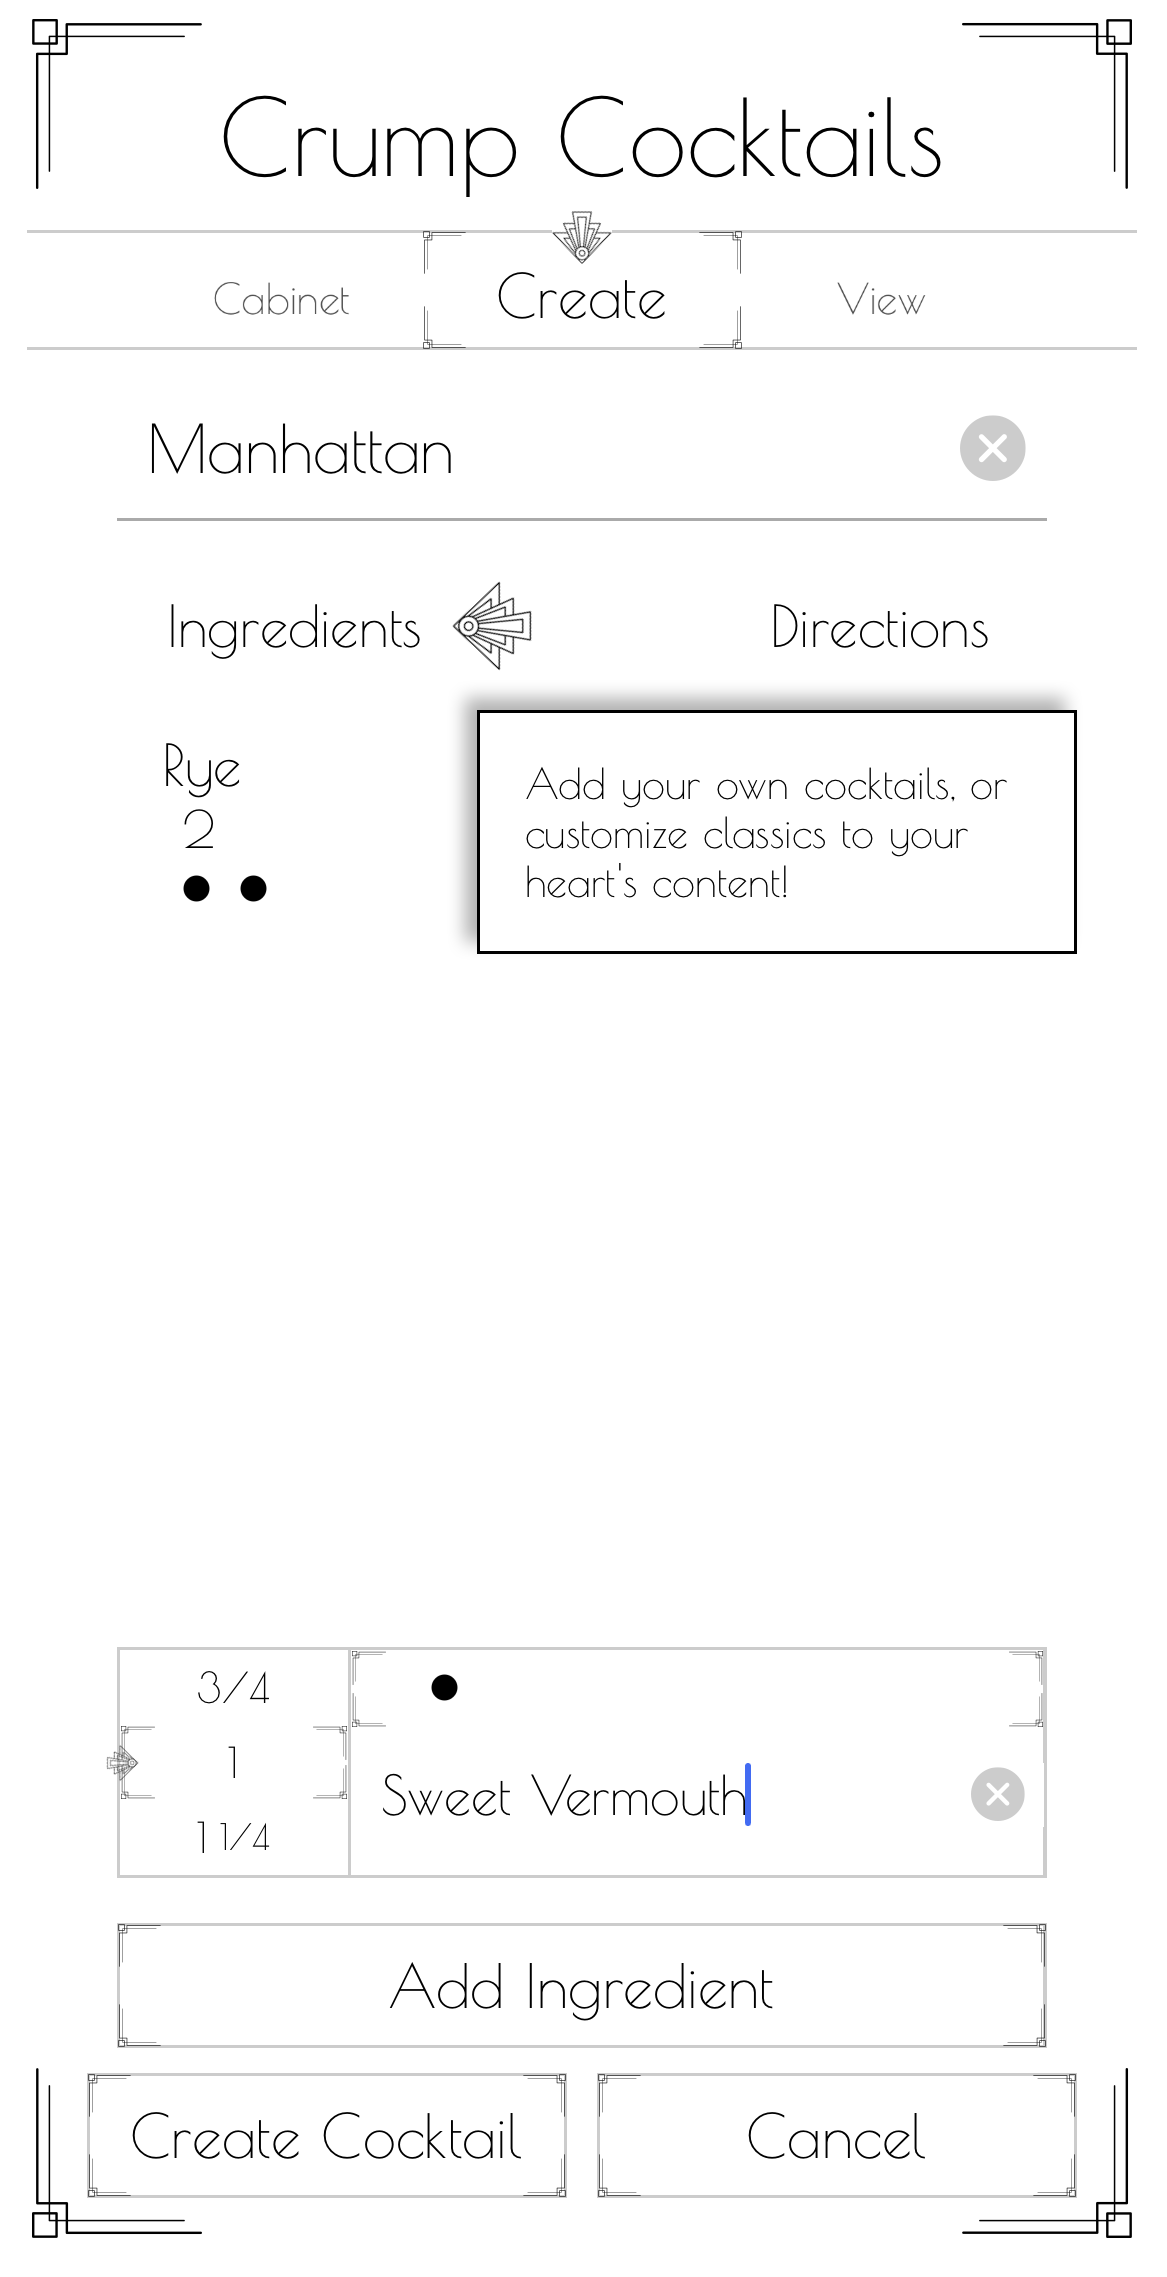 Crump Cocktails
Cabinet
Create
View
Manhattan
Ingredients
Directions
Rye
2
Add your own cocktails, or
customize classics to your
heart's content!
3/4
1
1 1/4
Sweet Vermouth
Add Ingredient
Create Cocktail
Cancel